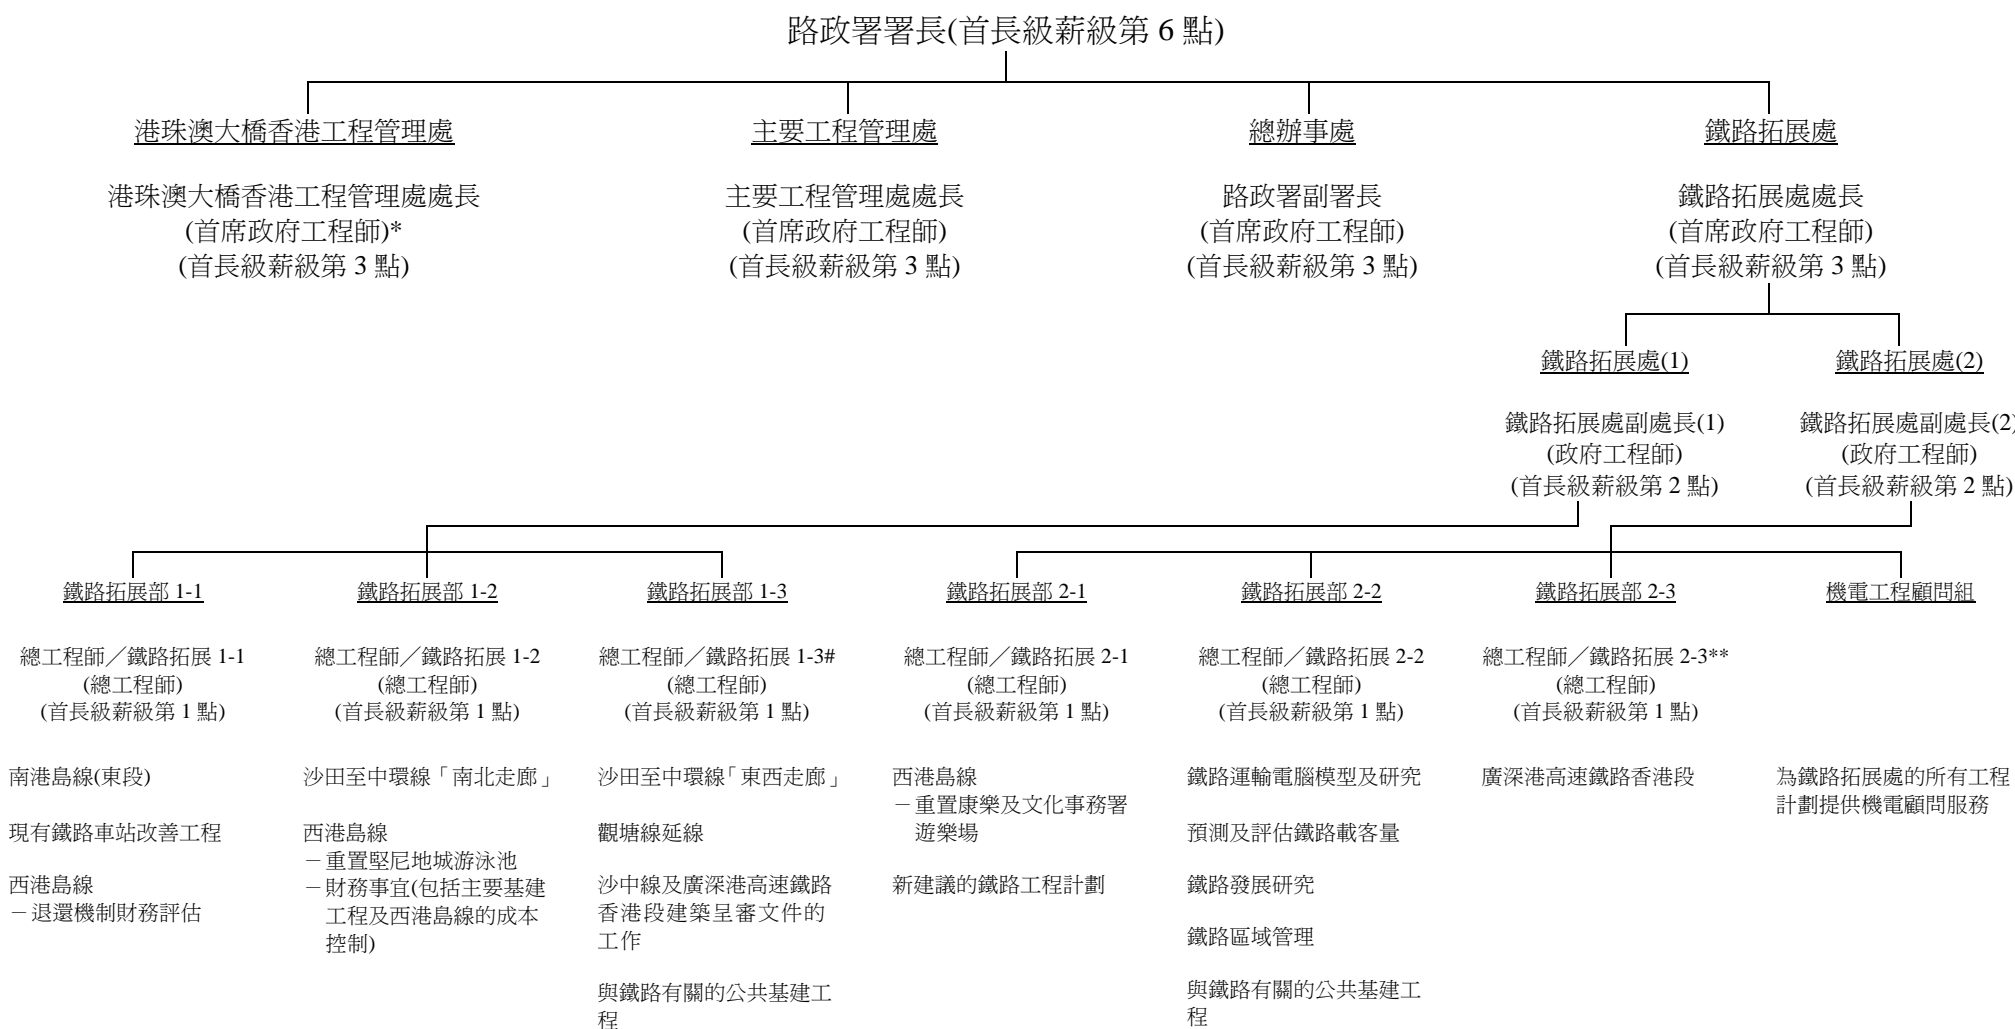 路政署署長(首長級薪級第 6 點)
港珠澳大橋香港工程管理處
港珠澳大橋香港工程管理處處長
(首席政府工程師)*
(首長級薪級第 3 點)
主要工程管理處
主要工程管理處處長
(首席政府工程師)
(首長級薪級第 3 點)
總辦事處
路政署副署長
(首席政府工程師)
(首長級薪級第 3 點)
鐵路拓展處
鐵路拓展處處長
(首席政府工程師)
(首長級薪級第 3 點)
鐵路拓展處(1)
鐵路拓展處副處長(1)
(政府工程師)
(首長級薪級第 2 點)
鐵路拓展處(2)
鐵路拓展處副處長(2)
(政府工程師)
(首長級薪級第 2 點)
鐵路拓展部 1-1
總工程師／鐵路拓展 1-1
(總工程師)
(首長級薪級第 1 點)
南港島線(東段)
現有鐵路車站改善工程
西港島線
－退還機制財務評估
鐵路拓展部 1-2
總工程師／鐵路拓展 1-2
(總工程師)
(首長級薪級第 1 點)
沙田至中環線「南北走廊」
西港島線
－重置堅尼地城游泳池
－財務事宜(包括主要基建
工程及西港島線的成本
控制)
鐵路拓展部 1-3
總工程師／鐵路拓展 1-3#
(總工程師)
(首長級薪級第 1 點)
沙田至中環線「東西走廊」
觀塘線延線
沙中線及廣深港高速鐵路
香港段建築呈審文件的
工作
與鐵路有關的公共基建工
程
鐵路拓展部 2-1
總工程師／鐵路拓展 2-1
(總工程師)
(首長級薪級第 1 點)
西港島線
－重置康樂及文化事務署
遊樂場
新建議的鐵路工程計劃
鐵路拓展部 2-2
總工程師／鐵路拓展 2-2
(總工程師)
(首長級薪級第 1 點)
鐵路運輸電腦模型及研究
預測及評估鐵路載客量
鐵路發展研究
鐵路區域管理
與鐵路有關的公共基建工
程
鐵路拓展部 2-3
總工程師／鐵路拓展 2-3**
(總工程師)
(首長級薪級第 1 點)
廣深港高速鐵路香港段
機電工程顧問組
為鐵路拓展處的所有工程
計劃提供機電顧問服務